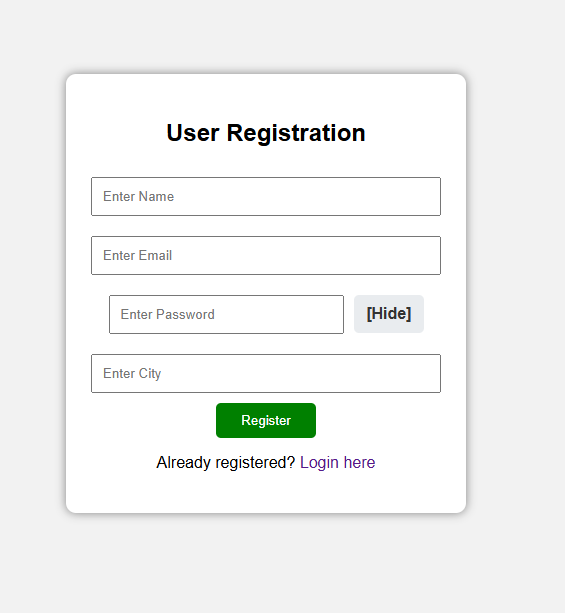 User Registration
Enter Name
Enter Email
Enter Password [Hide]
Enter City
Register
Already registered? Login here